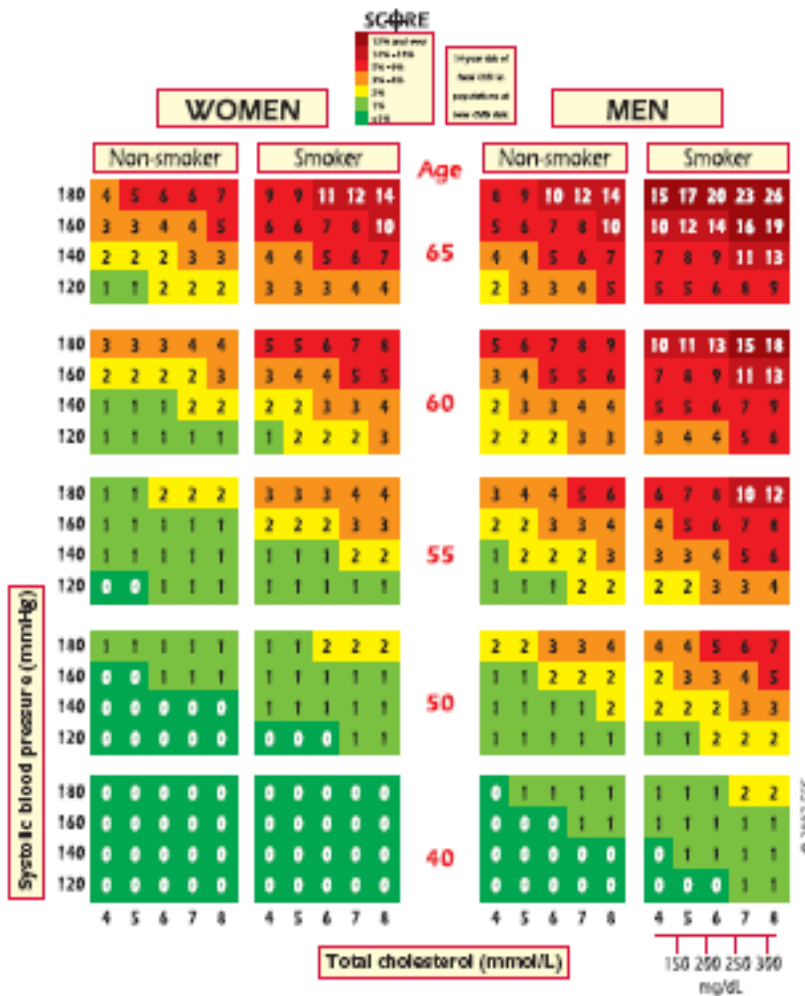 SCORE
15% and over
10%–14%
5%–9%
3%–4%
2%
1%
<1%
10-year risk of
fatal CVD in
populations at
low CVD risk
WOMEN MEN
Non-smoker Smoker Age Non-smoker Smoker
180 4 5 6 6 7 9 9 11 12 14 8 9 10 12 14 15 17 20 23 26
160 3 3 4 4 5 6 6 7 8 10 5 6 7 8 10 10 12 14 16 19
65
140 2 2 2 3 3 4 4 5 6 7 4 4 5 6 7 7 8 9 11 13
120 1 1 2 2 2 3 3 3 4 4 2 3 3 4 5 5 5 6 8 9
180 3 3 3 4 4 5 5 6 7 8 5 6 7 8 9 10 11 13 15 18
160 2 2 2 2 3 3 4 4 5 5 3 4 5 5 6 7 8 9 11 13
60
140 1 1 1 2 2 2 2 3 3 4 2 3 3 4 4 5 5 6 7 9
120 1 1 1 1 1 1 2 2 2 3 2 2 2 3 3 3 4 4 5 6
180 1 1 2 2 2 3 3 3 4 4 3 4 4 5 6 6 7 8 10 12
160 1 1 1 1 1 2 2 2 3 3 2 2 3 3 4 4 5 6 7 8
55
140 1 1 1 1 1 1 1 1 2 2 1 2 2 2 3 3 3 4 5 6
120 0 0 1 1 1 1 1 1 1 1 1 1 1 2 2 2 2 3 3 4
180 1 1 1 1 1 1 1 2 2 2 2 2 3 3 4 4 4 5 6 7
160 0 0 1 1 1 1 1 1 1 1 1 1 2 2 2 2 3 3 4 5
50
140 0 0 0 0 0 1 1 1 1 1 1 1 1 1 2 2 2 2 3 3
120 0 0 0 0 0 0 0 0 1 1 1 1 1 1 1 1 1 2 2 2
180 0 0 0 0 0 0 0 0 0 0 0 1 1 1 1 1 1 1 2 2
160 0 0 0 0 0 0 0 0 0 0 0 0 0 1 1 1 1 1 1 1
40
140 0 0 0 0 0 0 0 0 0 0 0 0 0 0 0 0 1 1 1 1
120 0 0 0 0 0 0 0 0 0 0 0 0 0 0 0 0 0 0 1 1
4 5 6 7 8 4 5 6 7 8 4 5 6 7 8 4 5 6 7 8
Systolic blood pressure (mmHg)
Total cholesterol (mmol/L)
150 200 250 300
mg/dL